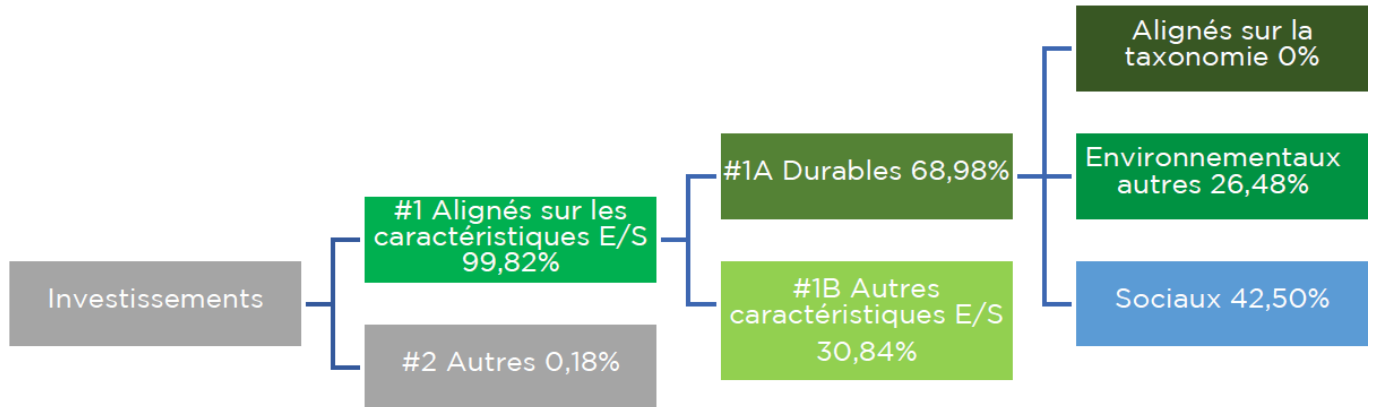 Investissements
#1 Alignés sur les
caractéristiques E/S
99,82%
#2 Autres 0,18%
#1A Durables 68,98%
#1B Autres
caractéristiques E/S
30,84%
Alignés sur la
taxonomie 0%
Environnementaux
autres 26,48%
Sociaux 42,50%